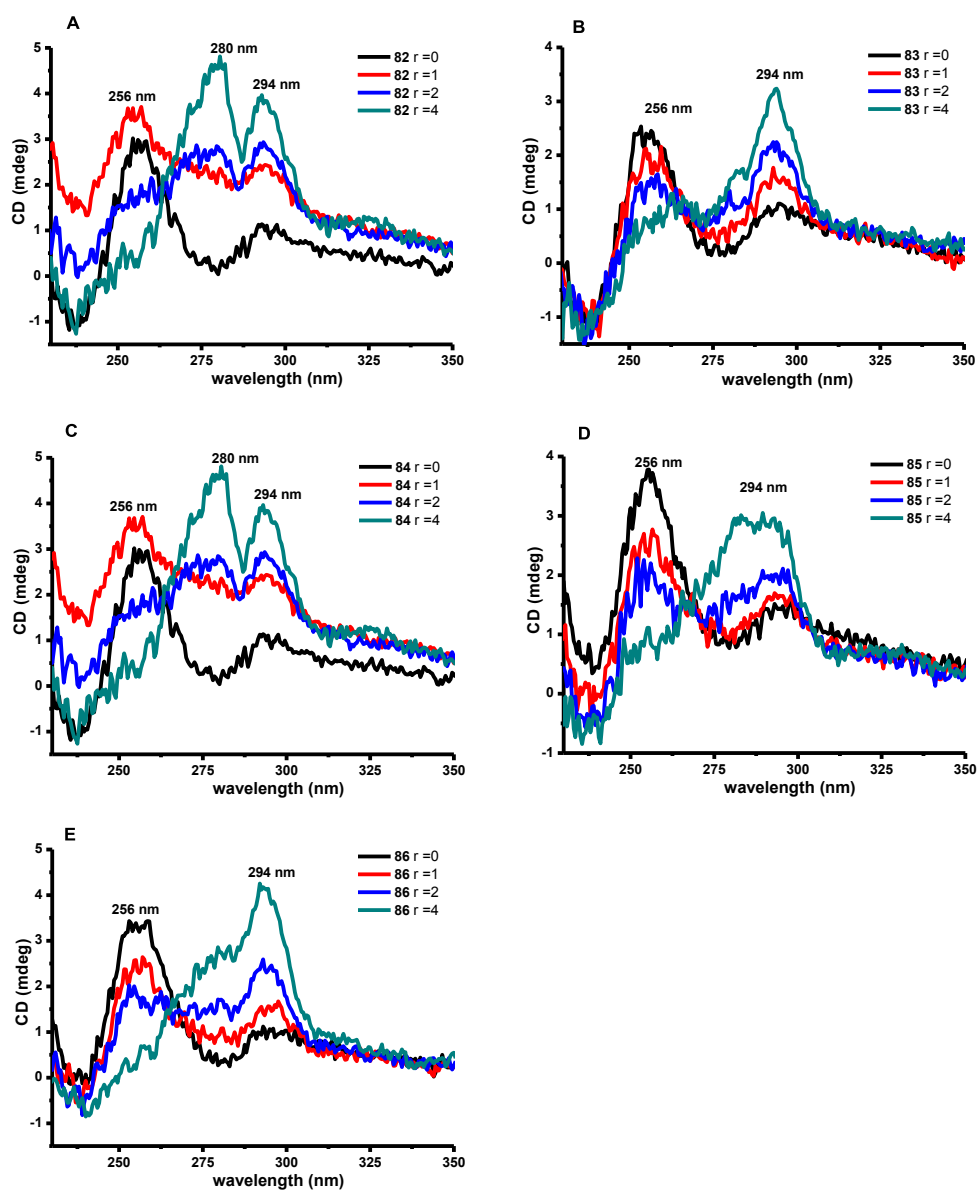 A
280 nm
294 nm
256 nm
82 r =0
82 r =1
82 r =2
82 r =4
CD (mdeg)
5
4
3
2
1
0
-1
250 275 300 325 350
wavelength (nm)
B
294 nm
256 nm
83 r =0
83 r =1
83 r =2
83 r =4
CD (mdeg)
4
3
2
1
0
-1
250 275 300 325 350
wavelength (nm)
C
280 nm
294 nm
256 nm
84 r =0
84 r =1
84 r =2
84 r =4
CD (mdeg)
5
4
3
2
1
0
-1
250 275 300 325 350
wavelength (nm)
D
256 nm
294 nm
85 r =0
85 r =1
85 r =2
85 r =4
CD (mdeg)
4
3
2
1
0
-1
250 275 300 325 350
wavelength (nm)
E
294 nm
256 nm
86 r =0
86 r =1
86 r =2
86 r =4
CD (mdeg)
5
4
3
2
1
0
-1
250 275 300 325 350
wavelength (nm)